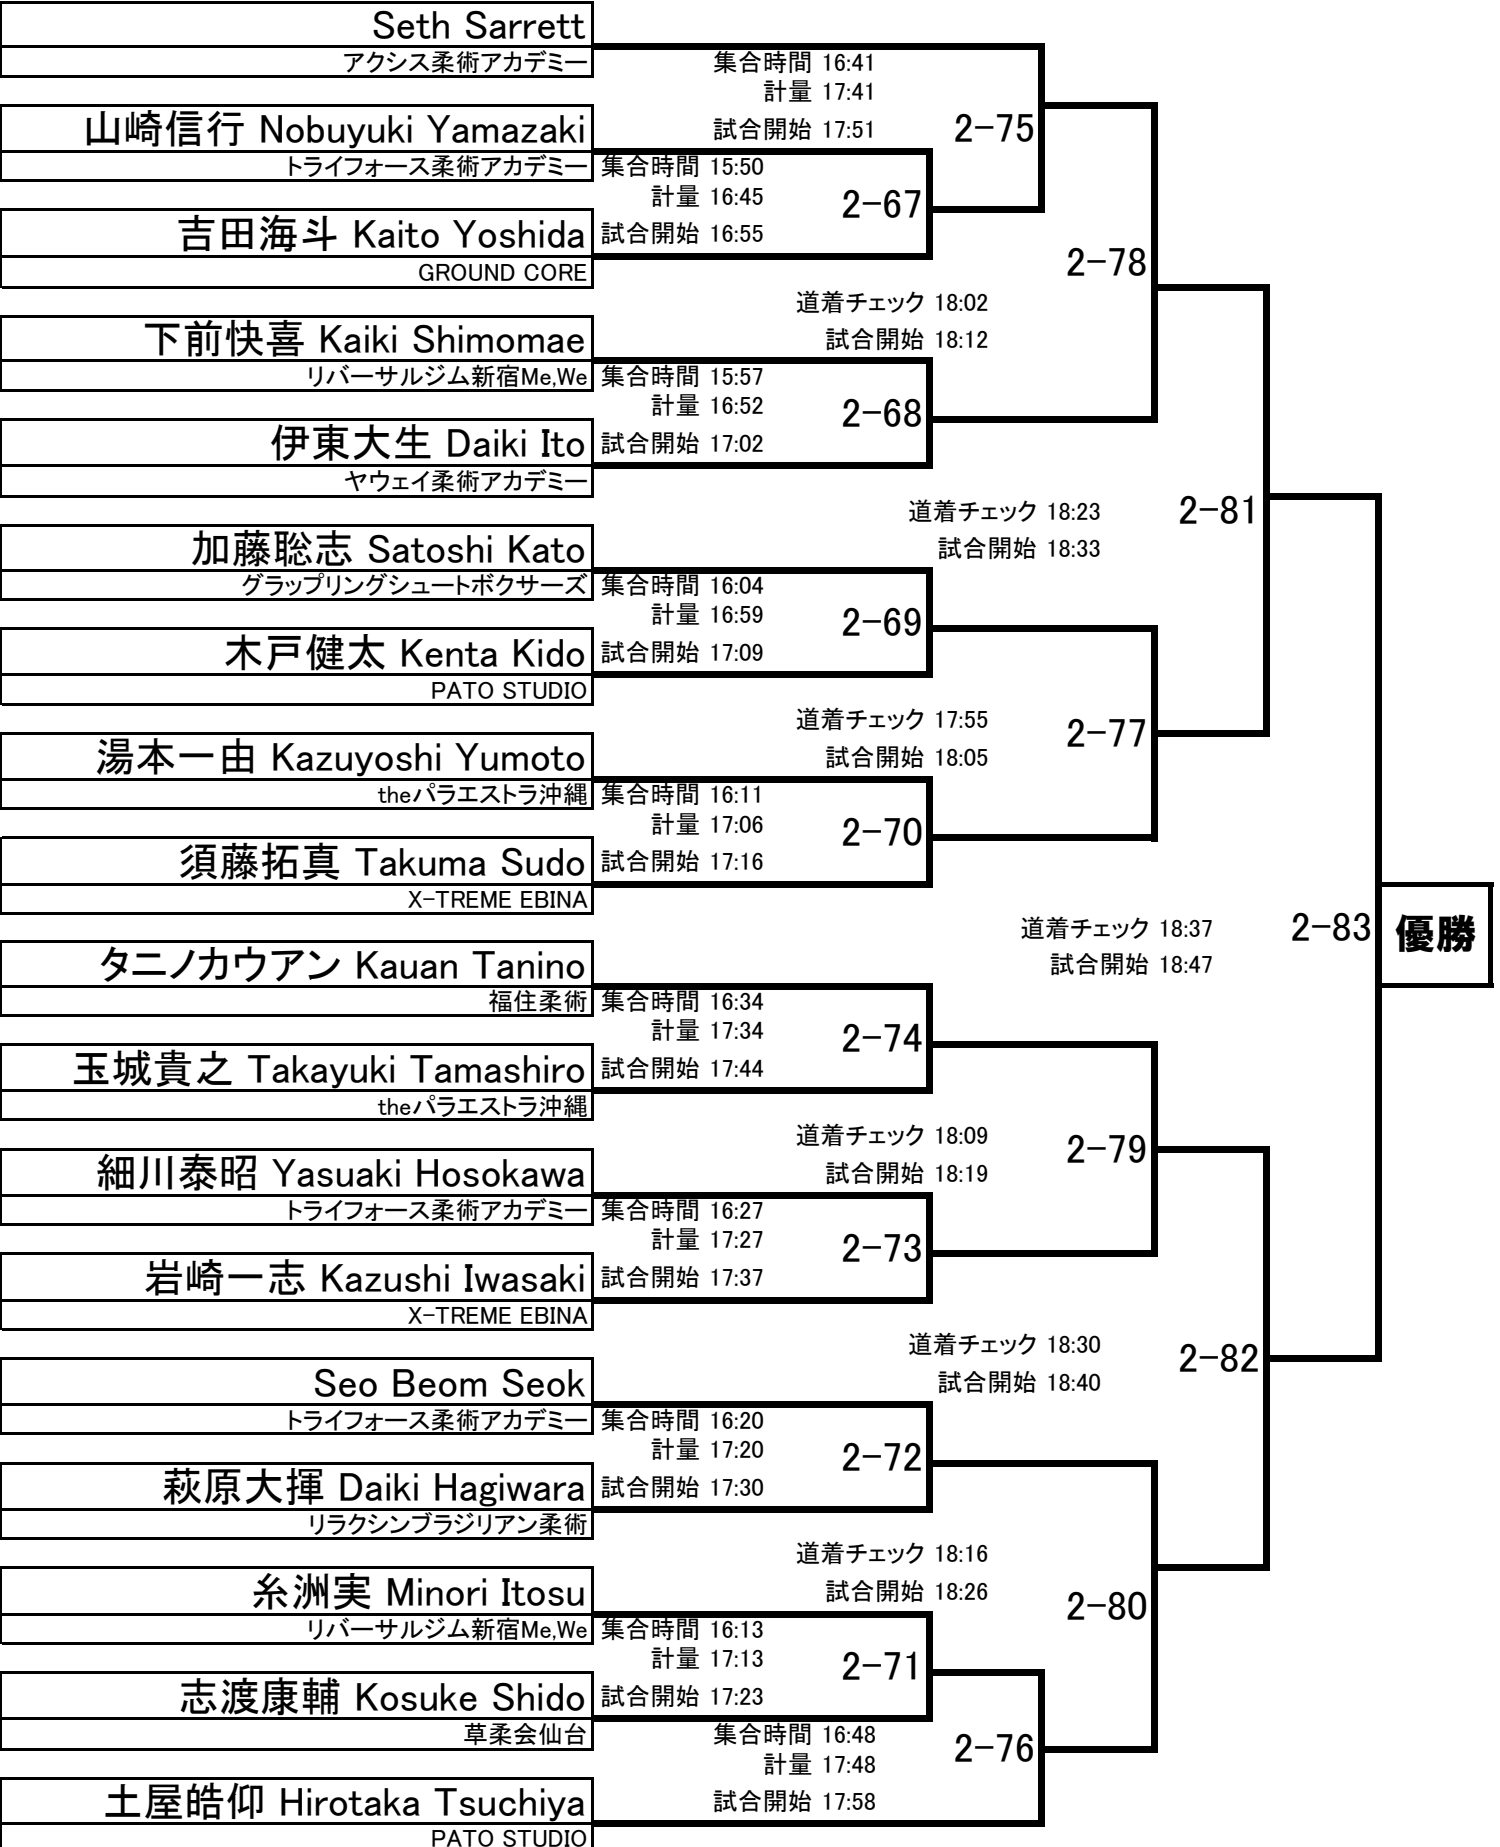 Seth Sarrett
アクシス柔術アカデミー
集合時間 16:41
計量 17:41
試合開始 17:51
2-75
山崎信行 Nobuyuki Yamazaki
トライフォース柔術アカデミー
集合時間 15:50
計量 16:45
試合開始 16:55
2-67
吉田海斗 Kaito Yoshida
GROUND CORE
2-78
道着チェック 18:02
試合開始 18:12
下前快喜 Kaiki Shimomae
リバーサルジム新宿Me,We
集合時間 15:57
計量 16:52
試合開始 17:02
2-68
伊東大生 Daiki Ito
ヤウェイ柔術アカデミー
道着チェック 18:23
試合開始 18:33
2-81
加藤聡志 Satoshi Kato
グラップリングシュートボクサーズ
集合時間 16:04
計量 16:59
試合開始 17:09
2-69
木戸健太 Kenta Kido
PATO STUDIO
道着チェック 17:55
試合開始 18:05
2-77
湯本一由 Kazuyoshi Yumoto
theパラエストラ沖縄
集合時間 16:11
計量 17:06
試合開始 17:16
2-70
須藤拓真 Takuma Sudo
X-TREME EBINA
道着チェック 18:37
試合開始 18:47
2-83
優勝
タニノカウアン Kauan Tanino
福住柔術
集合時間 16:34
計量 17:34
試合開始 17:44
2-74
玉城貴之 Takayuki Tamashiro
theパラエストラ沖縄
道着チェック 18:09
試合開始 18:19
2-79
細川泰昭 Yasuaki Hosokawa
トライフォース柔術アカデミー
集合時間 16:27
計量 17:27
試合開始 17:37
2-73
岩崎一志 Kazushi Iwasaki
X-TREME EBINA
道着チェック 18:30
試合開始 18:40
2-82
Seo Beom Seok
トライフォース柔術アカデミー
集合時間 16:20
計量 17:20
試合開始 17:30
2-72
萩原大揮 Daiki Hagiwara
リラクシンブラジリアン柔術
道着チェック 18:16
試合開始 18:26
2-80
糸洲実 Minori Itosu
リバーサルジム新宿Me,We
集合時間 16:13
計量 17:13
試合開始 17:23
2-71
志渡康輔 Kosuke Shido
草柔会仙台
集合時間 16:48
計量 17:48
試合開始 17:58
2-76
土屋皓仰 Hirotaka Tsuchiya
PATO STUDIO